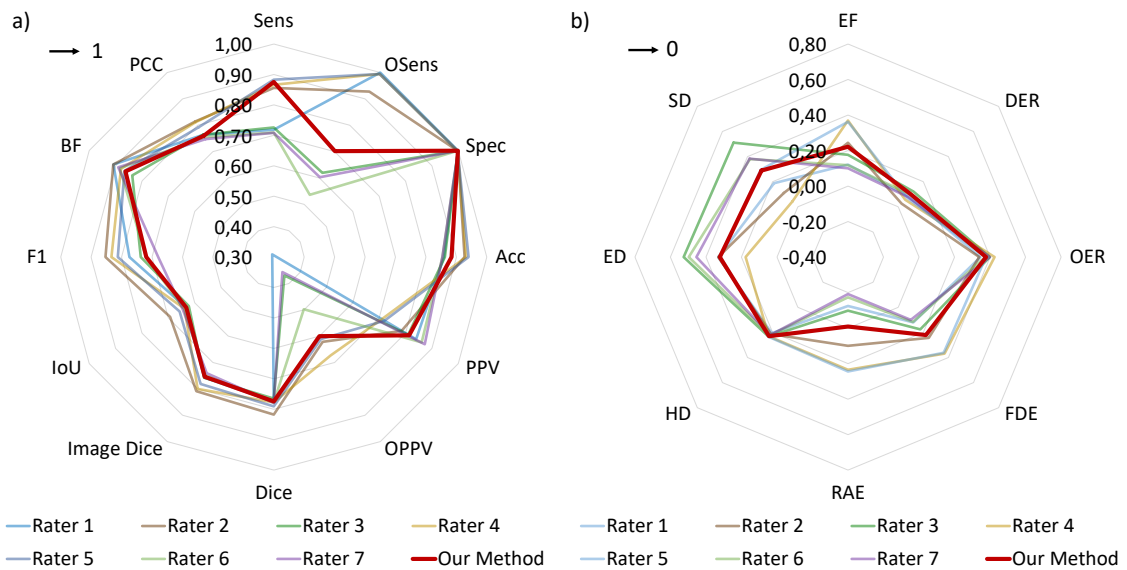 a)
→ 1
Sens
OSens
Spec
Acc
PPV
OPPV
Dice
Image Dice
IoU
F1
BF
PCC
1,00
0,90
0,80
0,70
0,60
0,50
0,40
0,30
Rater 1 Rater 2 Rater 3 Rater 4
Rater 5 Rater 6 Rater 7 Our Method
b)
→ 0
EF
DER
OER
FDE
RAE
HD
ED
SD
0,80
0,60
0,40
0,20
0,00
-0,20
-0,40
Rater 1 Rater 2 Rater 3 Rater 4
Rater 5 Rater 6 Rater 7 Our Method